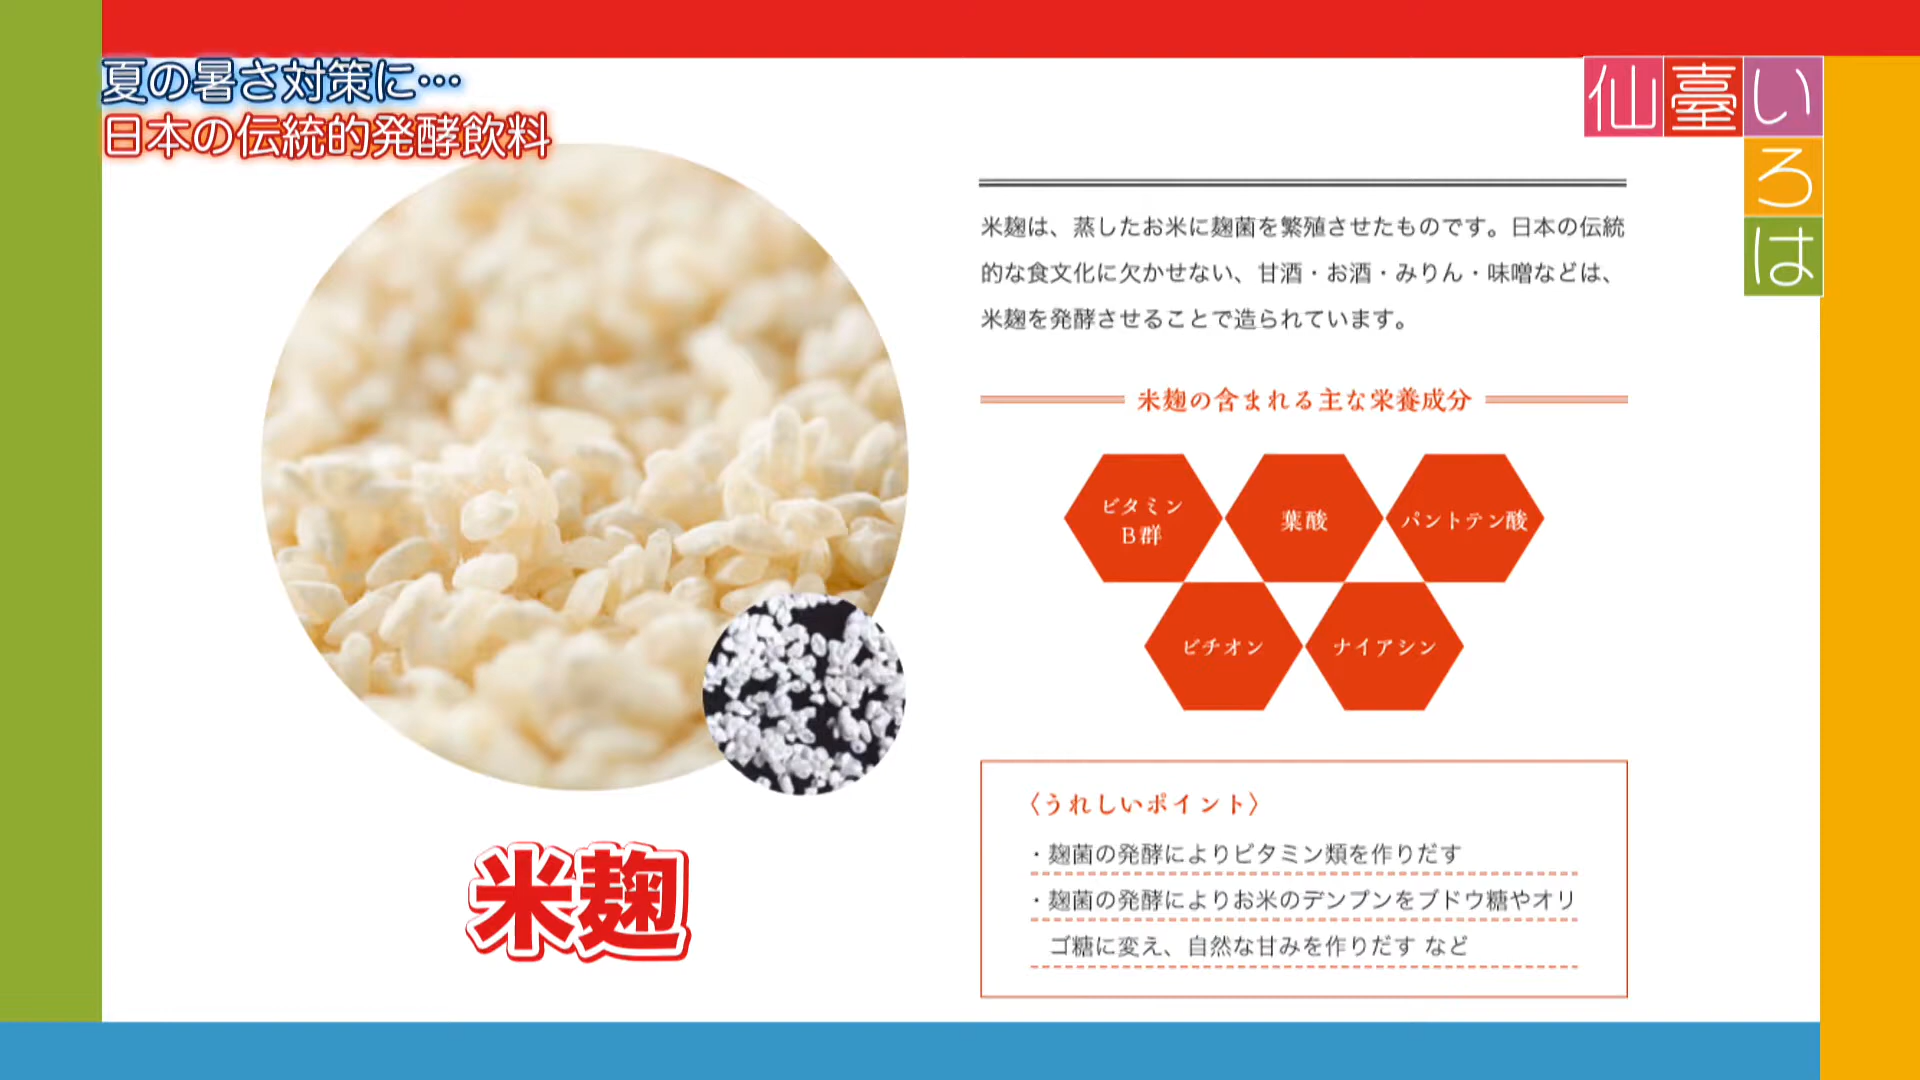 夏の暑さ対策に…
日本の伝統的発酵飲料
仙臺いろは
米麹は、蒸したお米に麹菌を繁殖させたものです。日本の伝統
的な食文化に欠かせない、甘酒・お酒・みりん・味噌などは、
米麹を発酵させることで造られています。
米麹の含まれる主な栄養成分
ビタミン
B群
葉酸
パントテン酸
ビチオン
ナイアシン
〈うれしいポイント〉
・麹菌の発酵によりビタミン類を作りだす
・麹菌の発酵によりお米のデンプンをブドウ糖やオリ
ゴ糖に変え、自然な甘みを作りだす など
米麹